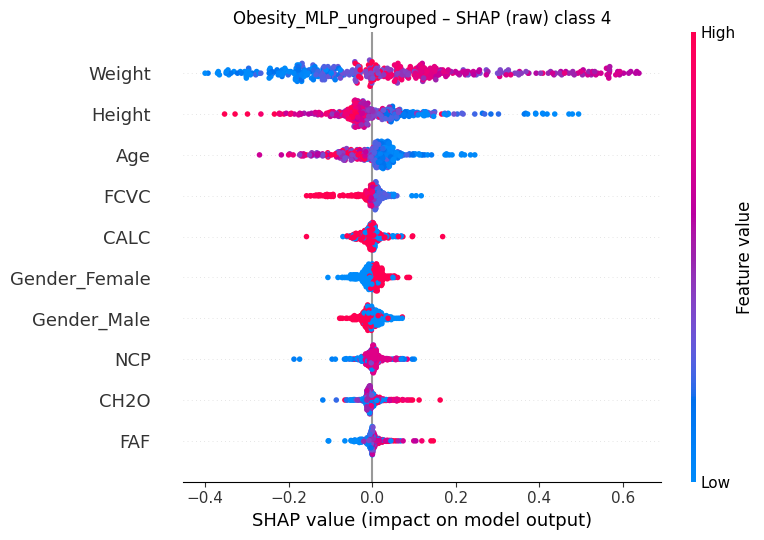 Obesity_MLP_ungrouped – SHAP (raw) class 4
High
Weight
Height
Age
FCVC
CALC
Gender_Female
Gender_Male
NCP
CH2O
FAF
Feature value
Low
−0.4 −0.2 0.0 0.2 0.4 0.6
SHAP value (impact on model output)